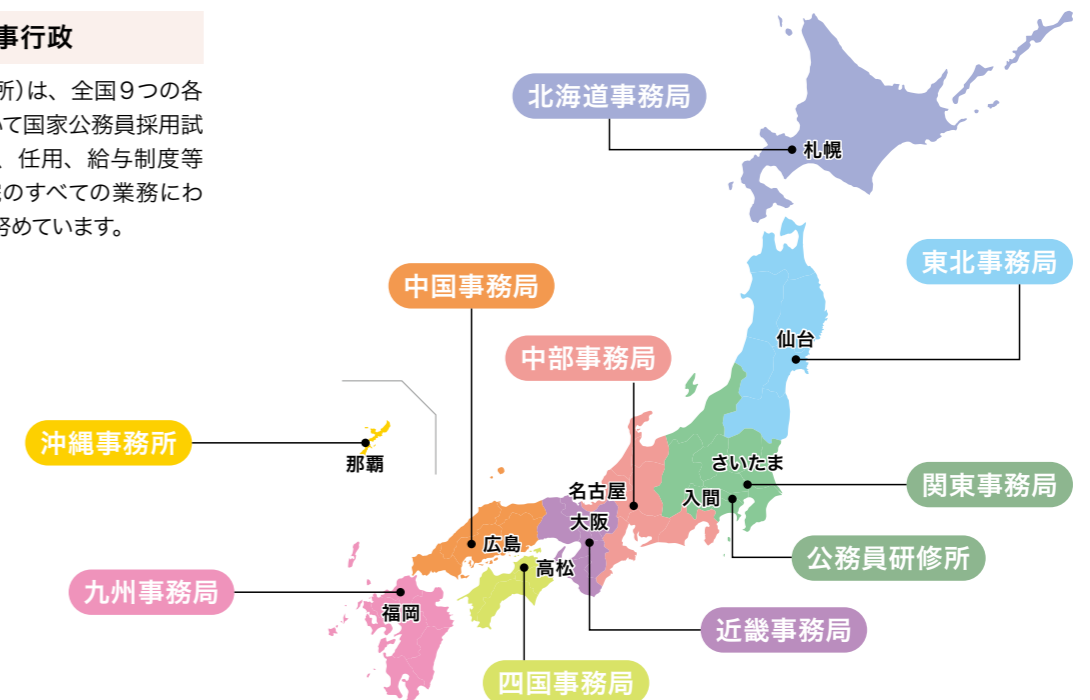 事行政
所）は、全国9つの各
いて国家公務員採用試
、任用、給与制度等
のすべての業務にわ
努めています。
北海道事務局
札幌
東北事務局
仙台
中国事務局
中部事務局
沖縄事務所
那覇
さいたま
関東事務局
名古屋
入間
大阪
広島
公務員研修所
高松
九州事務局
福岡
近畿事務局
四国事務局